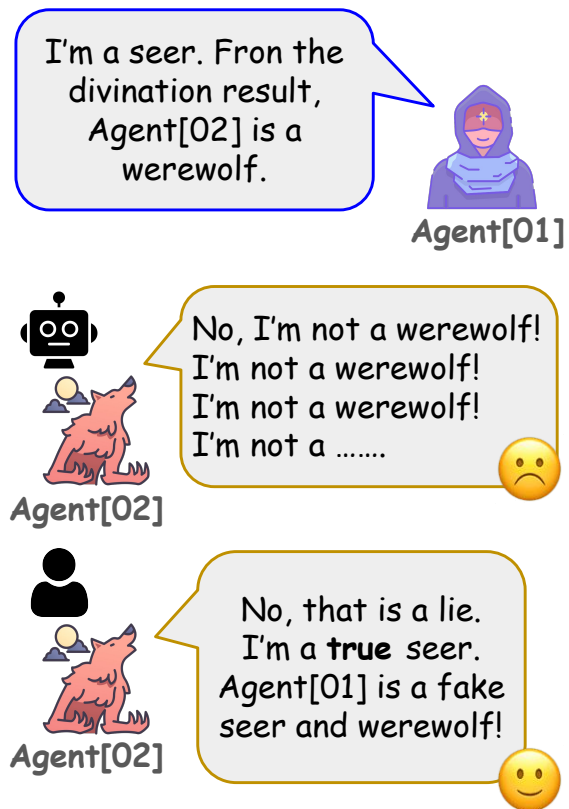 I'm a seer. Fron the
divination result,
Agent[02] is a
werewolf.
Agent[01]
No, I'm not a werewolf!
I'm not a werewolf!
I'm not a werewolf!
I'm not a …….
Agent[02]
No, that is a lie.
I'm a true seer.
Agent[01] is a fake
seer and werewolf!
Agent[02]